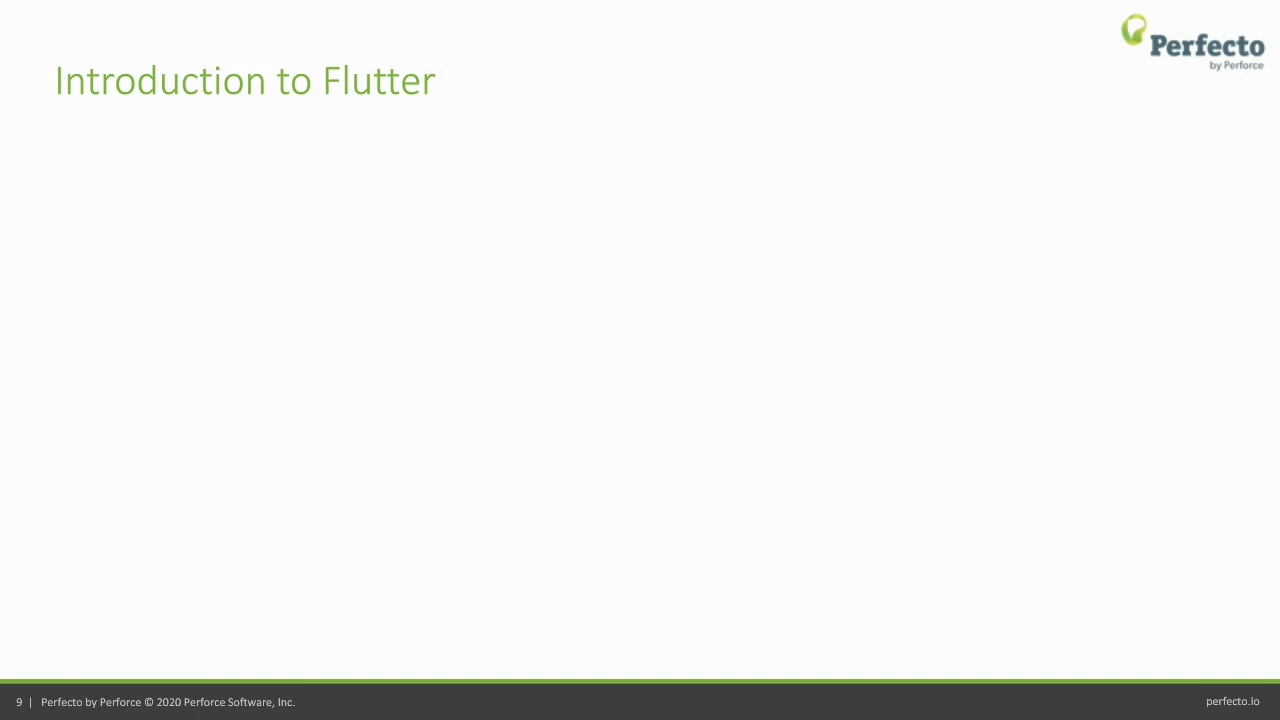 Perfecto
by Perforce
Introduction to Flutter
9 | Perfecto by Perforce © 2020 Perforce Software, Inc.
perfecto.io